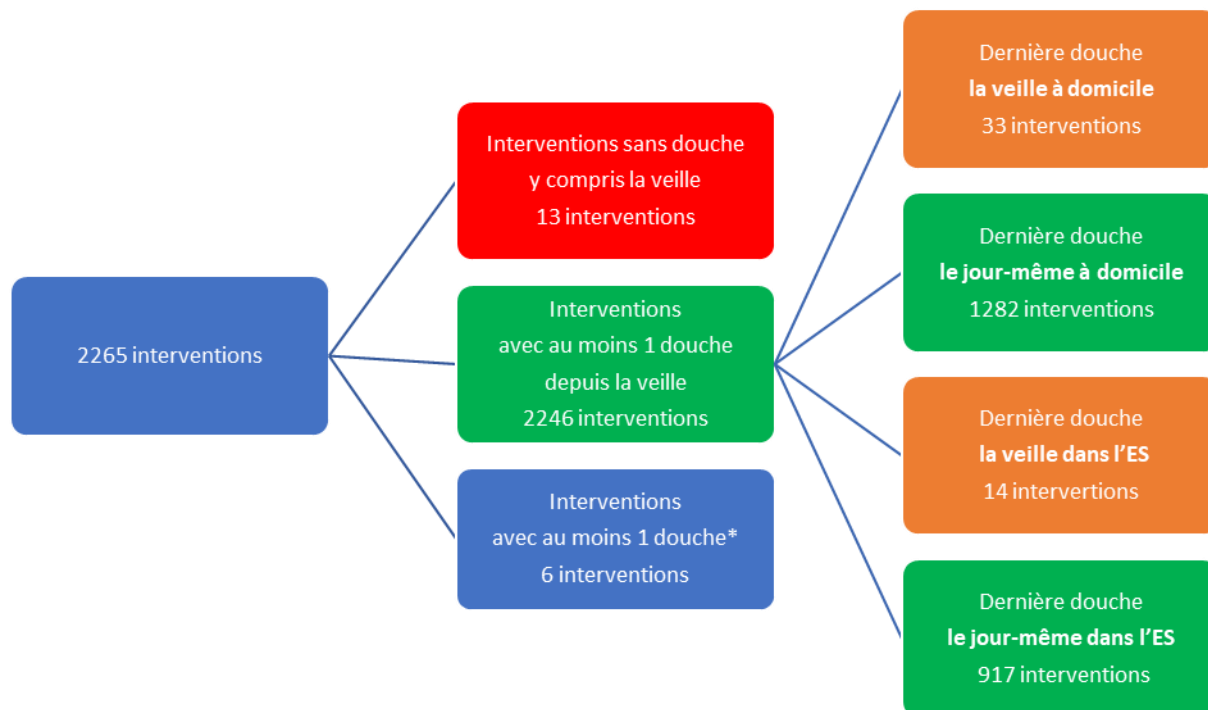 2265 interventions
Interventions sans douche
y compris la veille
13 interventions
Interventions
avec au moins 1 douche
depuis la veille
2246 interventions
Interventions
avec au moins 1 douche*
6 interventions
Dernière douche
la veille à domicile
33 interventions
Dernière douche
le jour-même à domicile
1282 interventions
Dernière douche
la veille dans l’ES
14 intervertions
Dernière douche
le jour-même dans l’ES
917 interventions